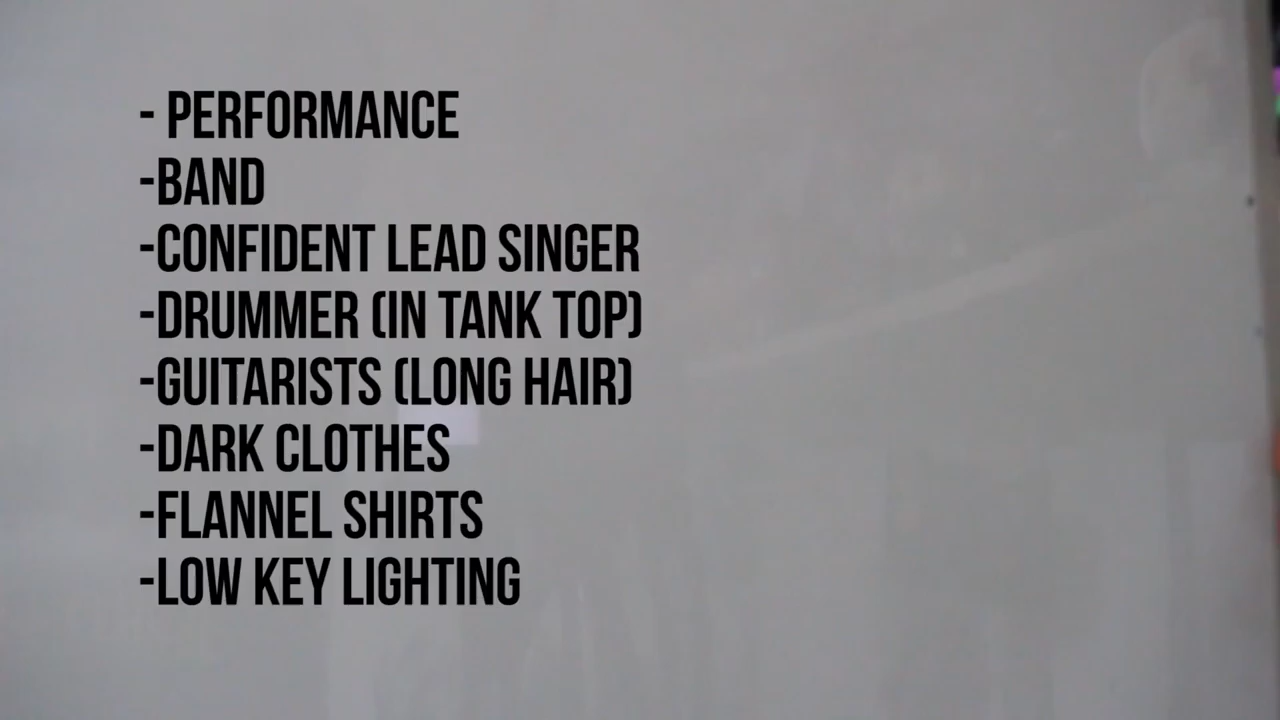 - PERFORMANCE
-BAND
-CONFIDENT LEAD SINGER
-DRUMMER (IN TANK TOP)
-GUITARISTS (LONG HAIR)
-DARK CLOTHES
-FLANNEL SHIRTS
-LOW KEY LIGHTING